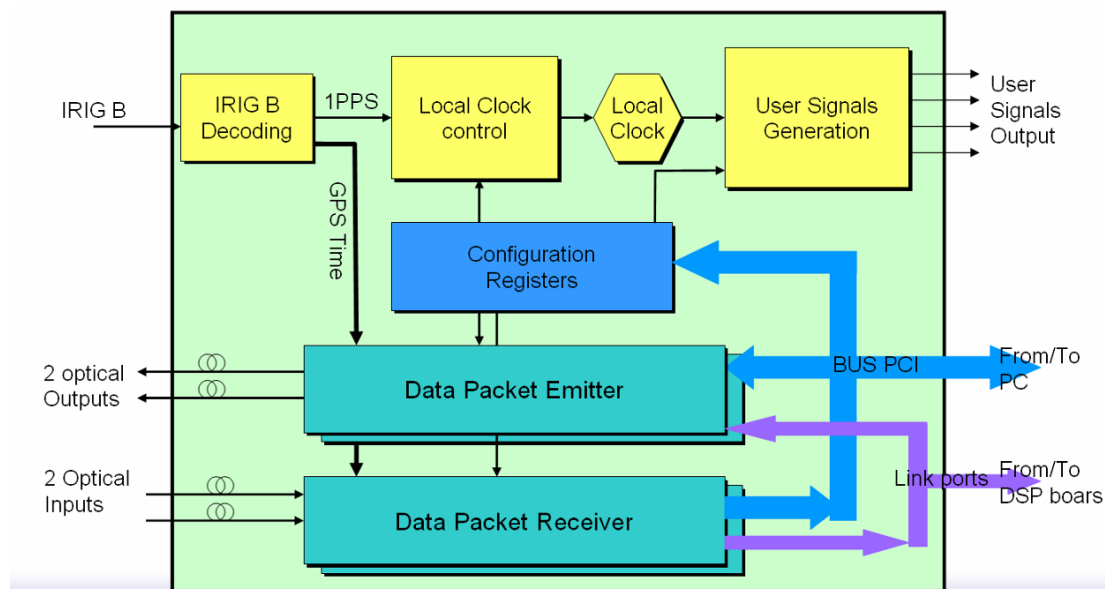 IRIG B
IRIG B
Decoding
1PPS
Local Clock
control
Local
Clock
User Signals
Generation
User
Signals
Output
GPS Time
Configuration
Registers
2 optical
Outputs
Data Packet Emitter
BUS PCI
From/To
PC
2 Optical
Inputs
Data Packet Receiver
Link ports
From/To
DSP boars